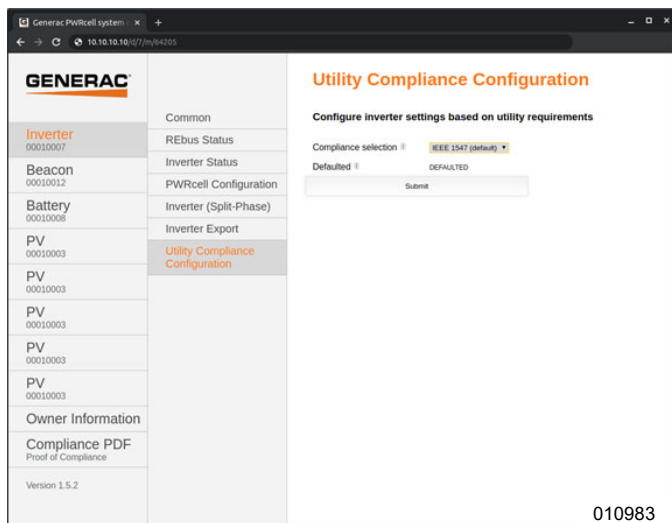 Generac PWRcell system
10.10.10.10/d/7/m/64205
GENERAC
Inverter
00010007
Beacon
00010012
Battery
00010008
PV
00010003
PV
00010003
PV
00010003
PV
00010003
PV
00010003
Owner Information
Compliance PDF
Proof of Compliance
Version 1.5.2
Common
REbus Status
Inverter Status
PWRcell Configuration
Inverter (Split-Phase)
Inverter Export
Utility Compliance
Configuration
Utility Compliance Configuration
Configure inverter settings based on utility requirements
Compliance selection IEEE 1547 (default)
Defaulted DEFAULTED
Submit
010983